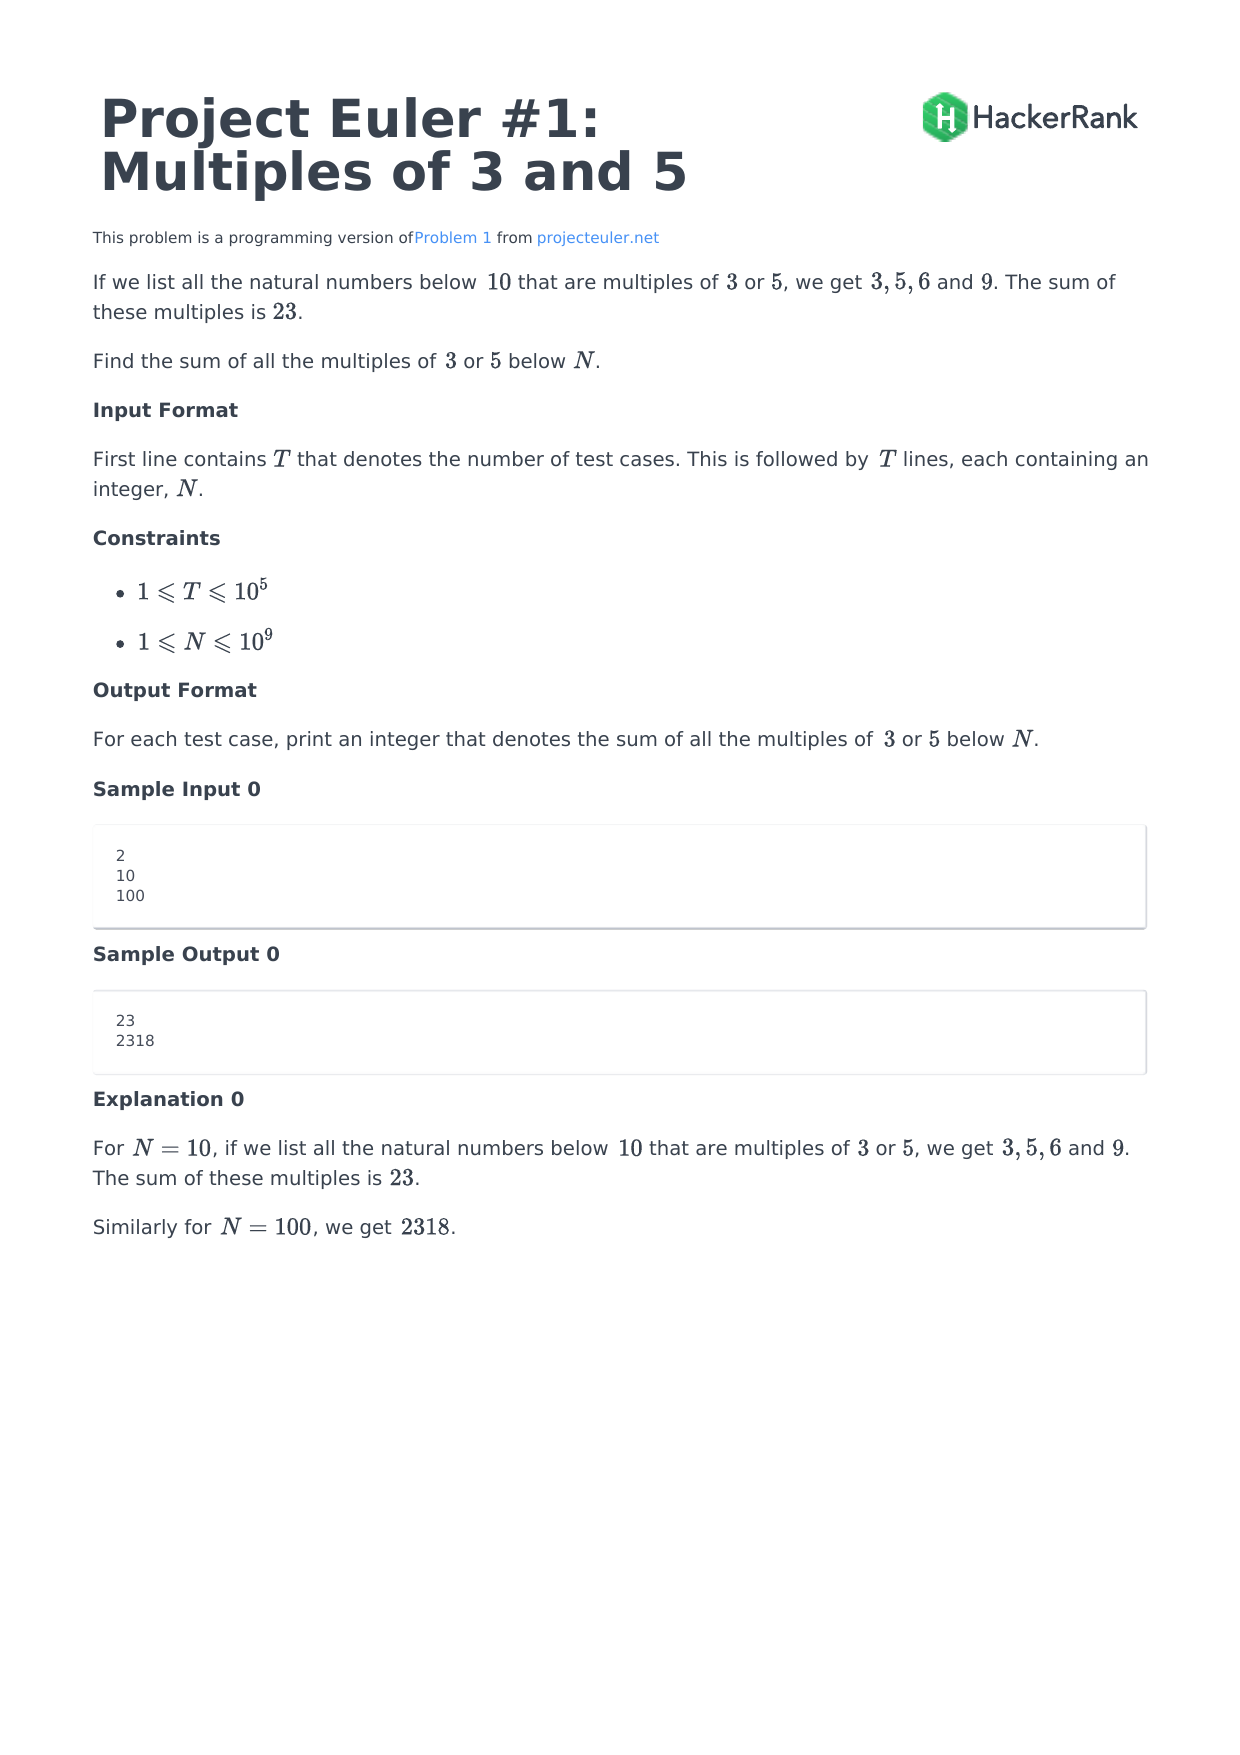 Project Euler #1:
Multiples of 3 and 5
HackerRank
This problem is a programming version ofProblem 1 from projecteuler.net
If we list all the natural numbers below 10 that are multiples of 3 or 5, we get 3, 5, 6 and 9. The sum of
these multiples is 23.
Find the sum of all the multiples of 3 or 5 below N.
Input Format
First line contains T that denotes the number of test cases. This is followed by T lines, each containing an
integer, N.
Constraints
• 1 ⩽ T ⩽ 10⁵
• 1 ⩽ N ⩽ 10⁹
Output Format
For each test case, print an integer that denotes the sum of all the multiples of 3 or 5 below N.
Sample Input 0
2
10
100
Sample Output 0
23
2318
Explanation 0
For N = 10, if we list all the natural numbers below 10 that are multiples of 3 or 5, we get 3, 5, 6 and 9.
The sum of these multiples is 23.
Similarly for N = 100, we get 2318.